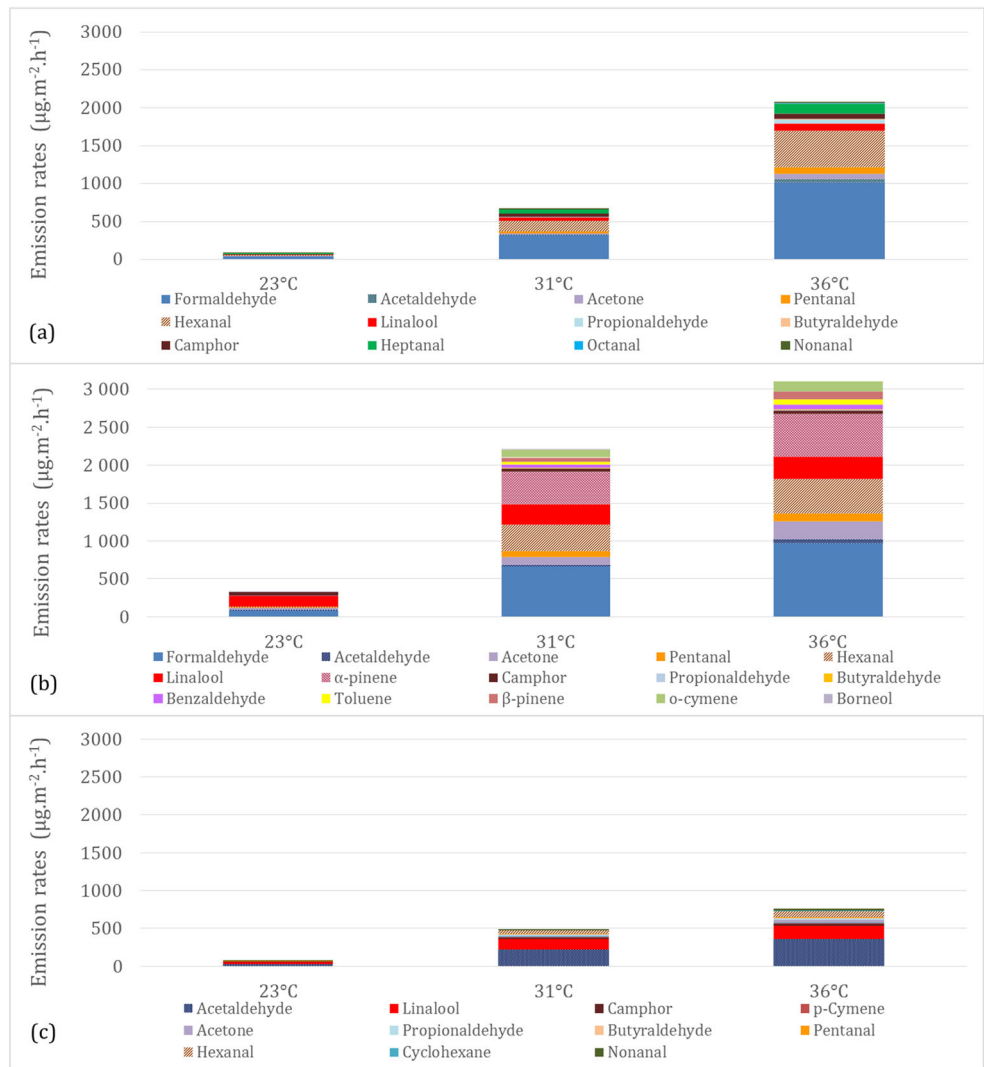 Emission rates (µg.m-2.h-1)
3000
2500
2000
1500
1000
500
0
23°C 31°C 36°C
Formaldehyde Acetaldehyde Acetone Pentanal
Hexanal Linalool Propionaldehyde Butyraldehyde
Camphor Heptanal Octanal Nonanal
(a)
Emission rates (µg.m-2.h-1)
3 000
2 500
2 000
1 500
1 000
500
0
23°C 31°C 36°C
Formaldehyde Acetaldehyde Acetone Pentanal Hexanal
Linalool α-pinene Camphor Propionaldehyde Butyraldehyde
Benzaldehyde Toluene β-pinene o-cymene Borneol
(b)
Emission rates (µg.m-2.h-1)
3000
2500
2000
1500
1000
500
0
23°C 31°C 36°C
Acetaldehyde Linalool Camphor p-Cymene
Acetone Propionaldehyde Butyraldehyde Pentanal
Hexanal Cyclohexane Nonanal
(c)